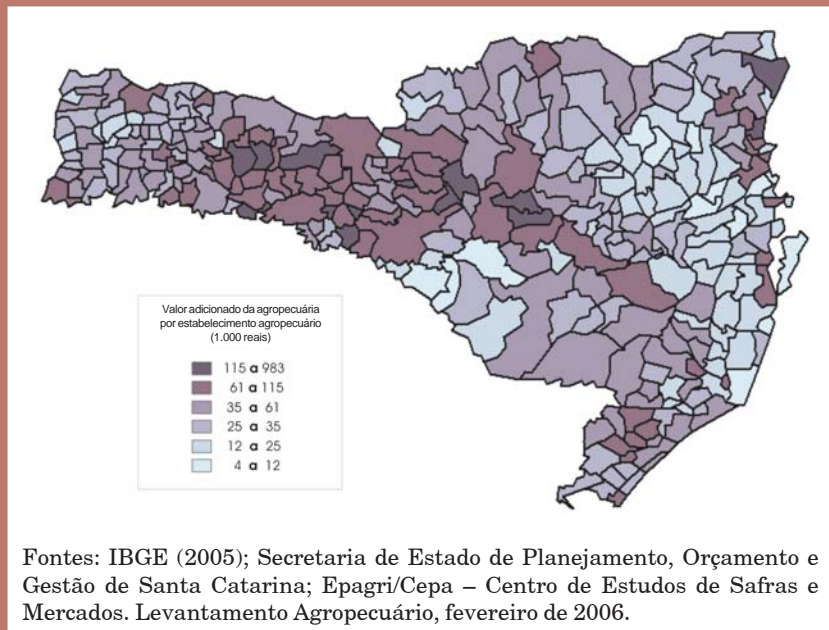 Valor adicionado da agropecuária
por estabelecimento agropecuário
(1.000 reais)
115 a 983
61 a 115
35 a 61
25 a 35
12 a 25
4 a 12
Fontes: IBGE (2005); Secretaria de Estado de Planejamento, Orçamento e
Gestão de Santa Catarina; Epagri/Cepa – Centro de Estudos de Safras e
Mercados. Levantamento Agropecuário, fevereiro de 2006.